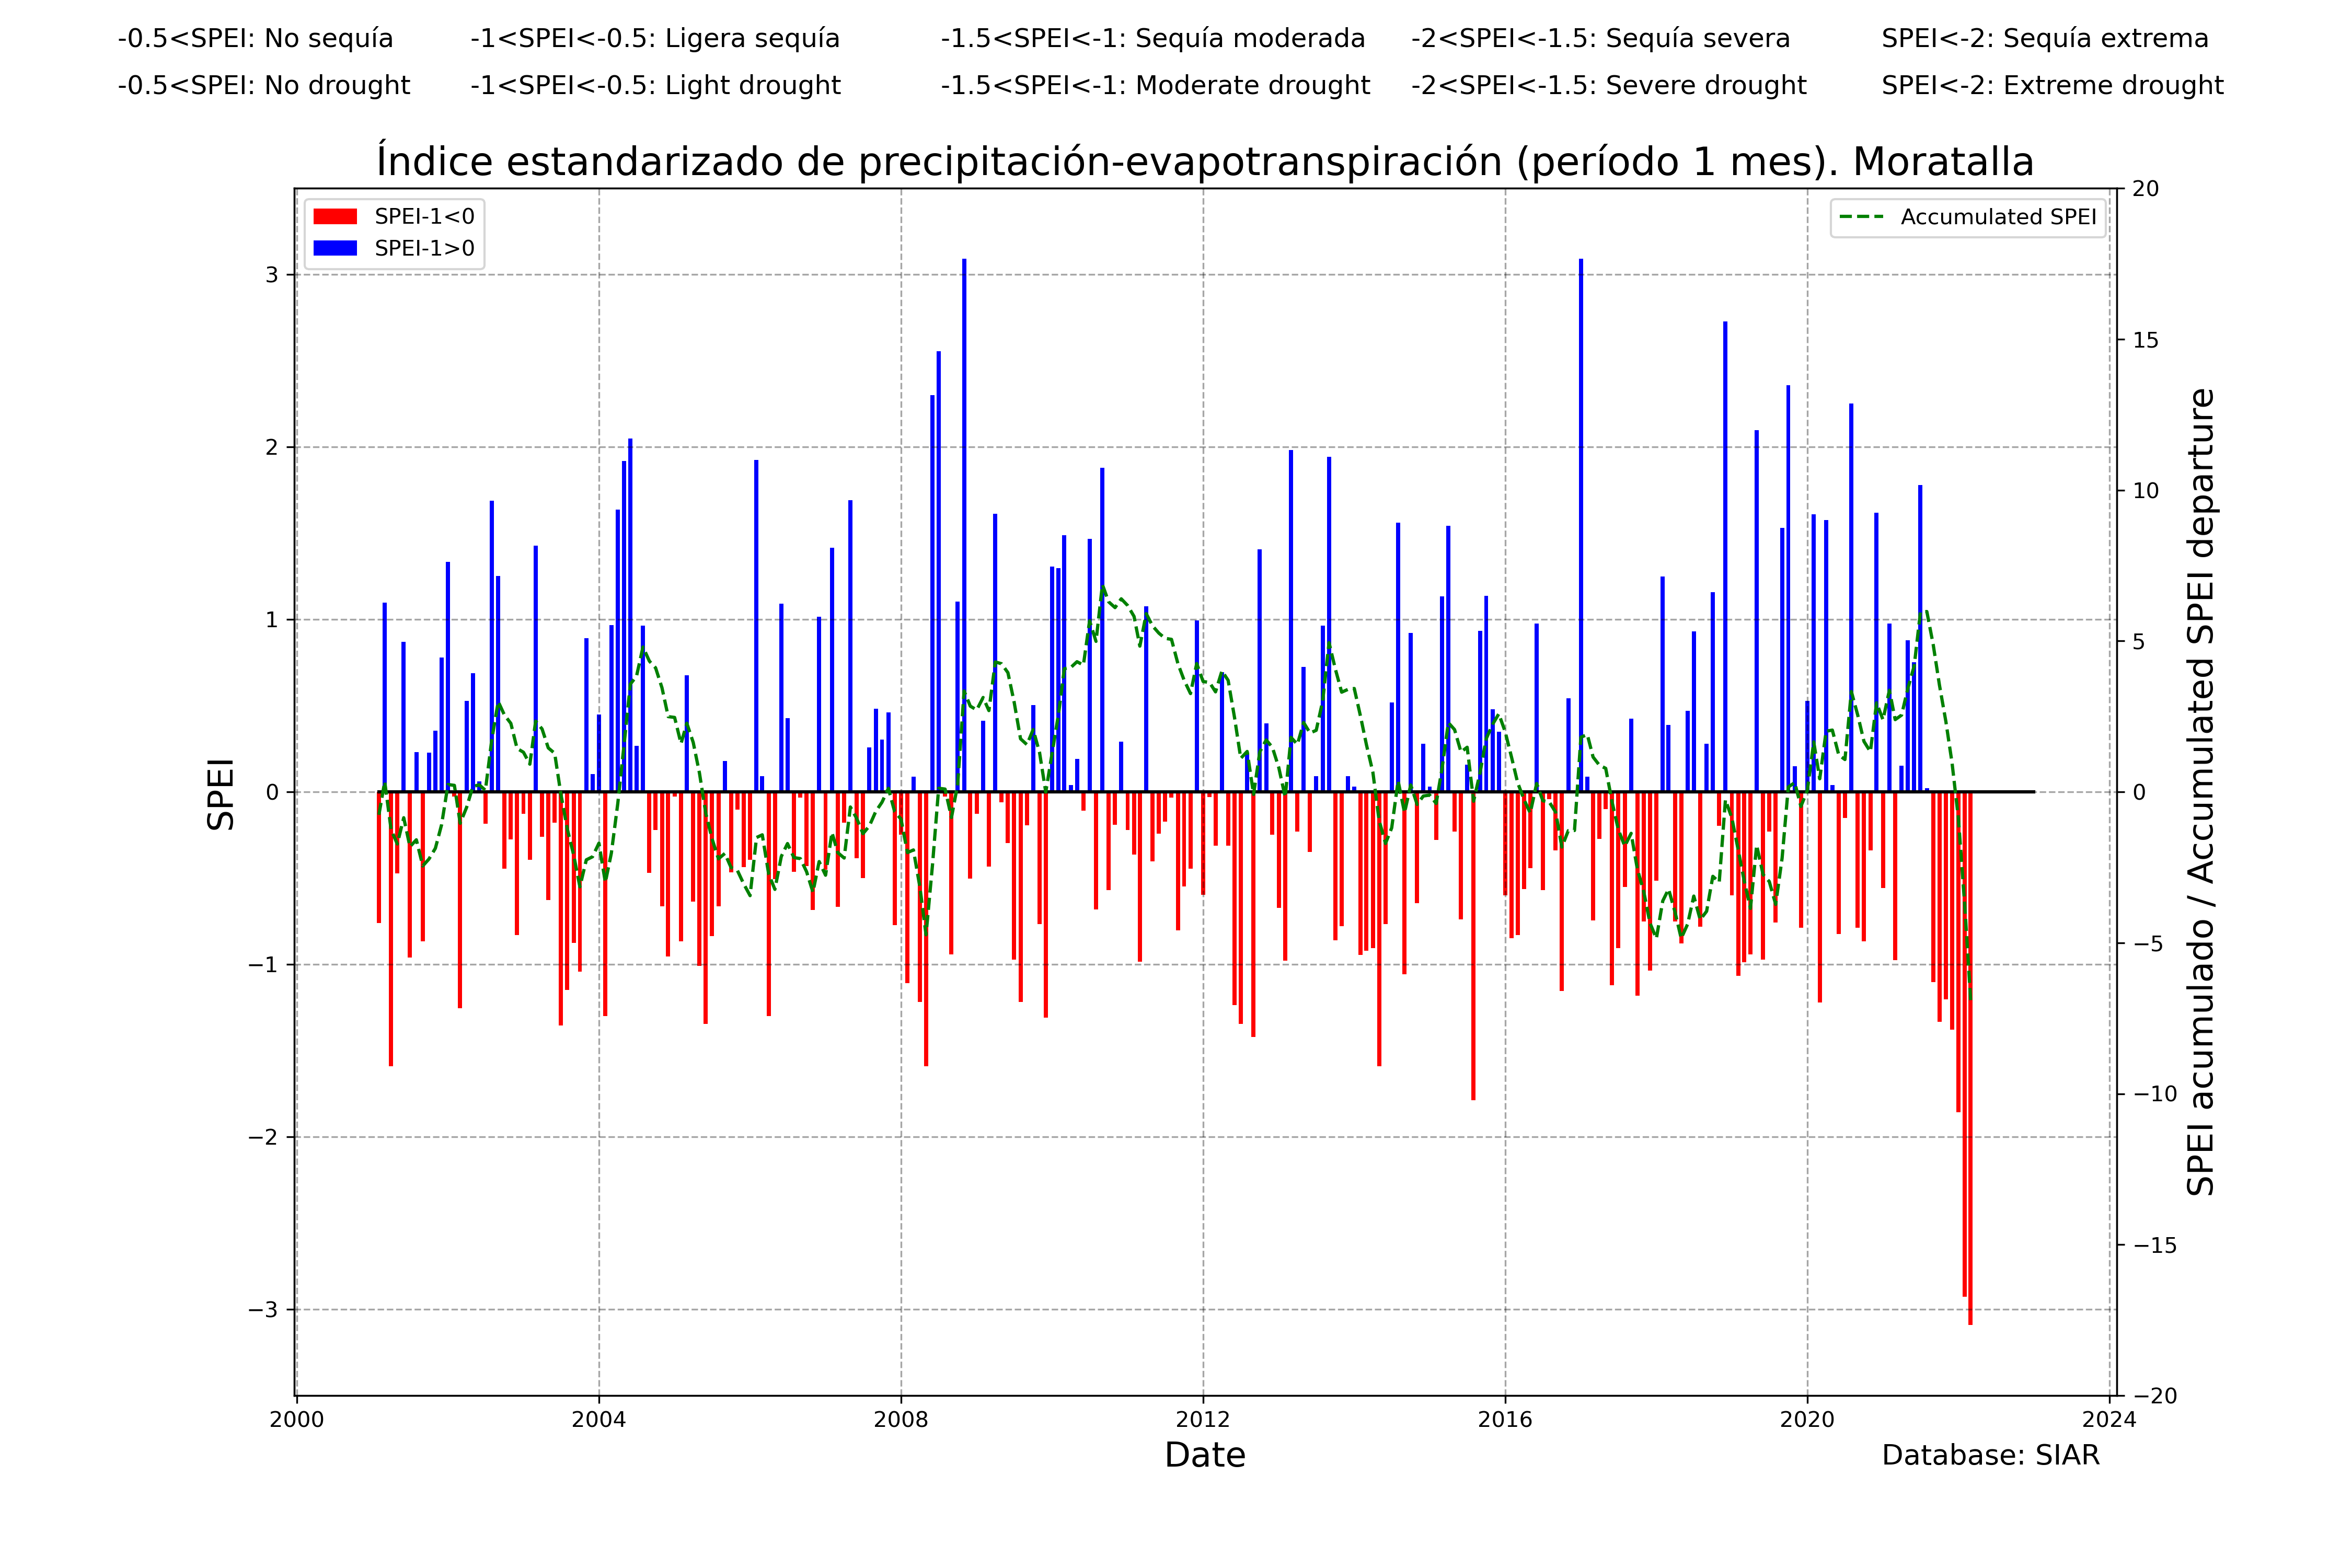 -0.5<SPEI: No sequía -1<SPEI<-0.5: Ligera sequía -1.5<SPEI<-1: Sequía moderada -2<SPEI<-1.5: Sequía severa SPEI<-2: Sequía extrema
-0.5<SPEI: No drought -1<SPEI<-0.5: Light drought -1.5<SPEI<-1: Moderate drought -2<SPEI<-1.5: Severe drought SPEI<-2: Extreme drought
Índice estandarizado de precipitación-evapotranspiración (período 1 mes). Moratalla
SPEI-1<0
SPEI-1>0
Accumulated SPEI
SPEI
3
2
1
0
−1
−2
−3
20
15
10
5
0
−5
−10
−15
−20
SPEI acumulado / Accumulated SPEI departure
2000 2004 2008 2012 2016 2020 2024
Date
Database: SIAR